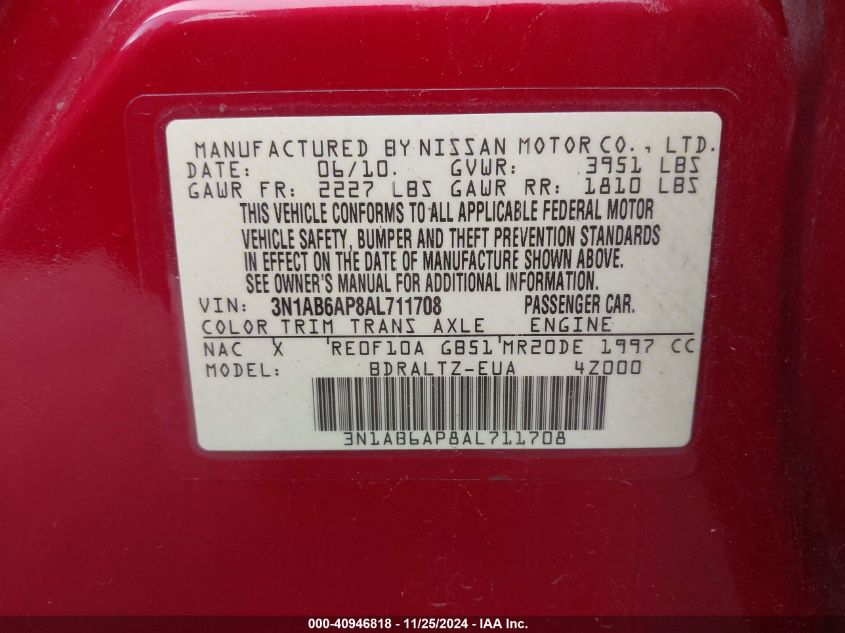 MANUFACTURED BY NISSAN MOTOR CO., LTD.
DATE: 06/10. GVWR: 3951 LBS
GAWR FR: 2227 LBS GAWR RR: 1810 LBS
THIS VEHICLE CONFORMS TO ALL APPLICABLE FEDERAL MOTOR
VEHICLE SAFETY, BUMPER AND THEFT PREVENTION STANDARDS
IN EFFECT ON THE DATE OF MANUFACTURE SHOWN ABOVE.
SEE OWNER'S MANUAL FOR ADDITIONAL INFORMATION.
VIN: 3N1AB6AP8AL711708 PASSENGER CAR.
COLOR TRIM TRANS AXLE ENGINE
NAC X RE0F10A GB51 MR20DE 1997 CC
MODEL: BDRALTZ-EUA 4Z000
3N1AB6AP8AL711708
000-40946818 - 11/25/2024 - IAA Inc.